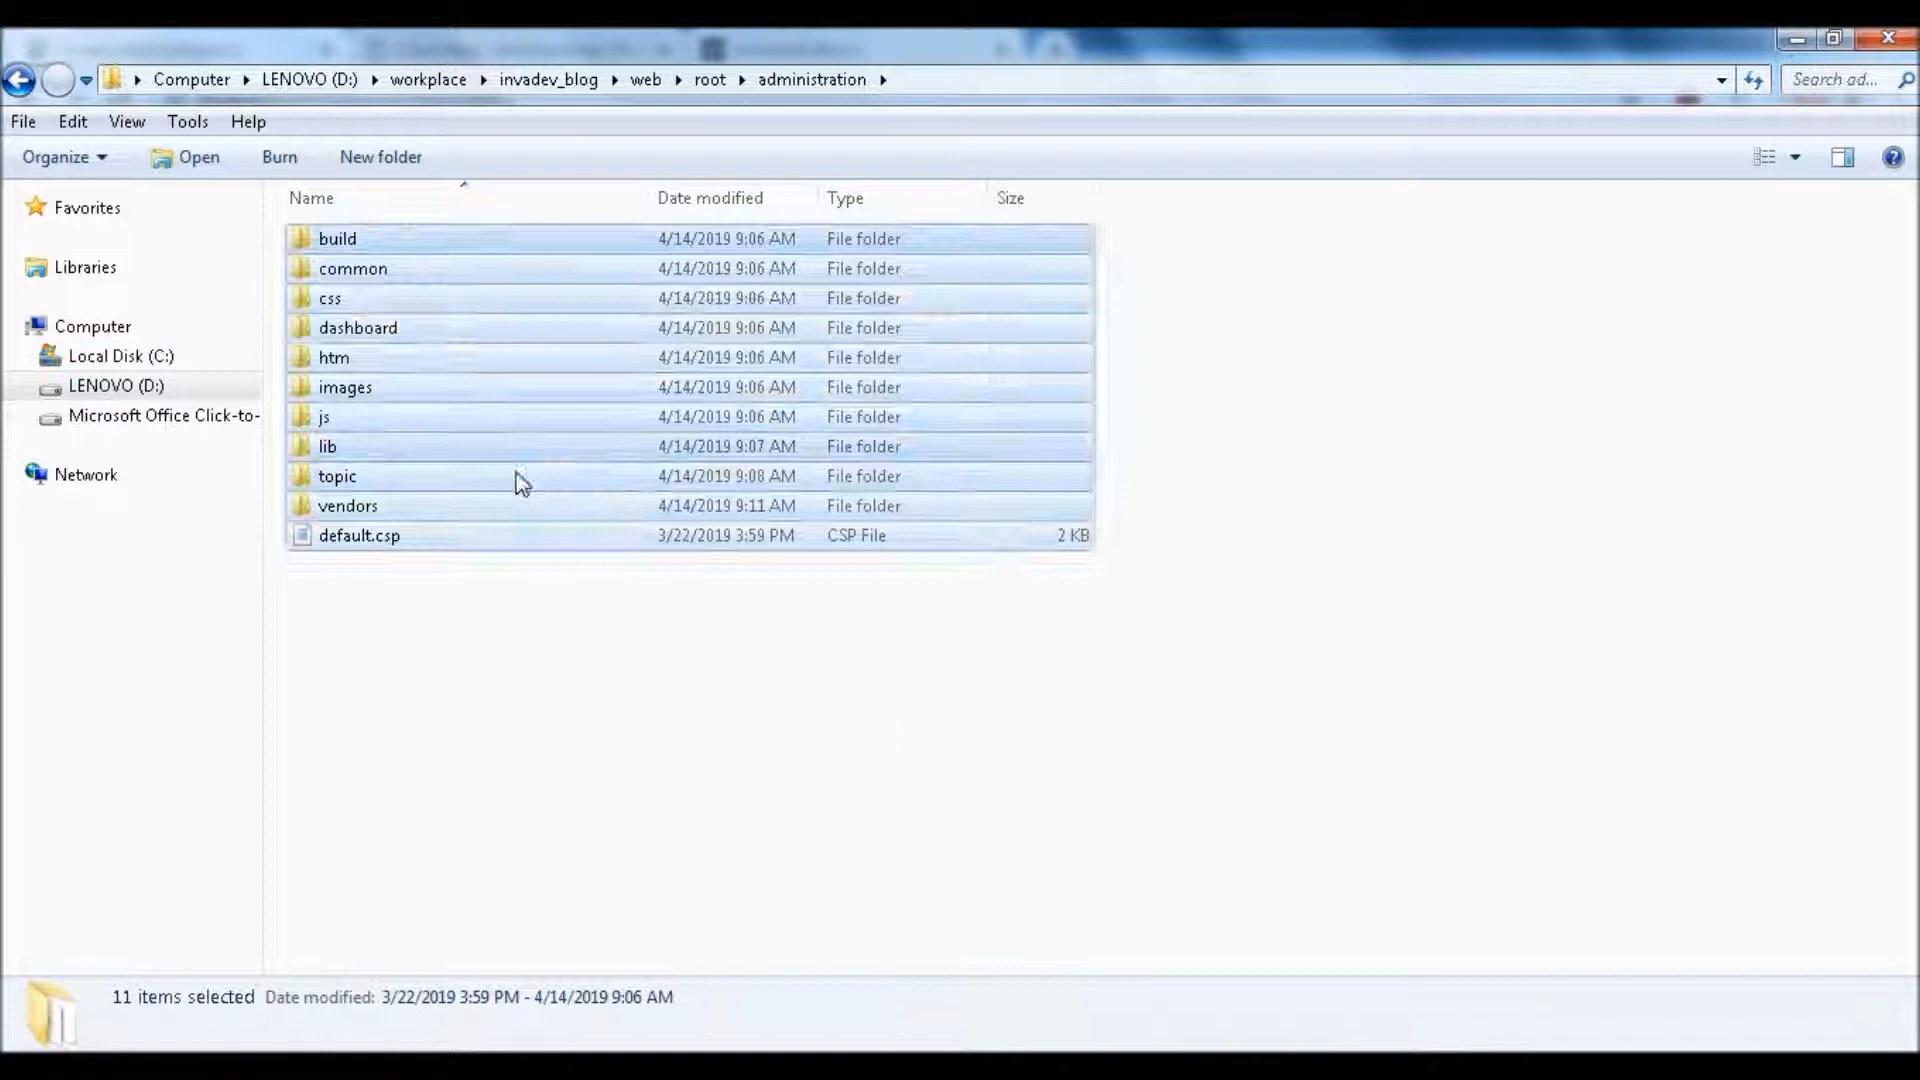 Computer LENOVO (D:) workplace invadev_blog web root administration Search ad...
File Edit View Tools Help
Organize Open Burn New folder
Favorites
Libraries
Computer
Local Disk (C:)
LENOVO (D:)
Microsoft Office Click-to-
Network
Name Date modified Type Size
build 4/14/2019 9:06 AM File folder
common 4/14/2019 9:06 AM File folder
css 4/14/2019 9:06 AM File folder
dashboard 4/14/2019 9:06 AM File folder
htm 4/14/2019 9:06 AM File folder
images 4/14/2019 9:06 AM File folder
js 4/14/2019 9:06 AM File folder
lib 4/14/2019 9:07 AM File folder
topic 4/14/2019 9:08 AM File folder
vendors 4/14/2019 9:11 AM File folder
default.csp 3/22/2019 3:59 PM CSP File 2 KB
11 items selected Date modified: 3/22/2019 3:59 PM - 4/14/2019 9:06 AM